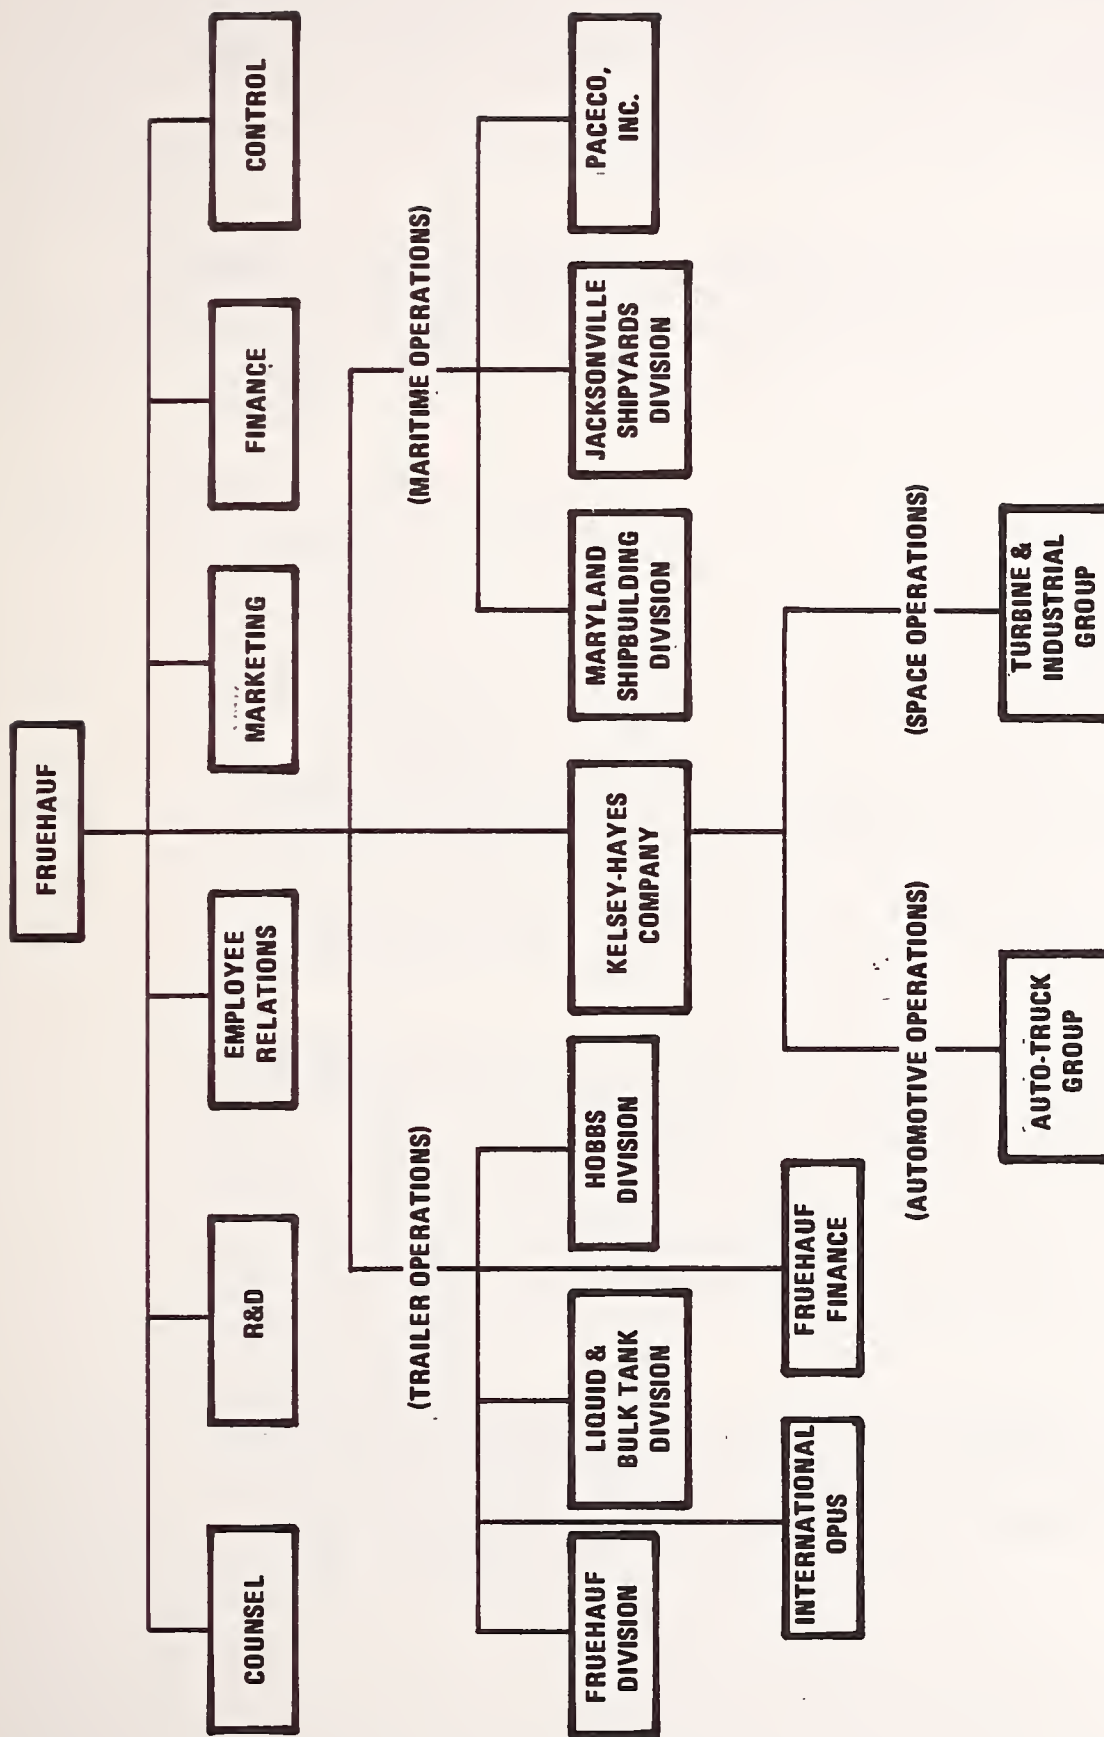 FRUEHAUF
COUNSEL
R&D
EMPLOYEE
RELATIONS
MARKETING
FINANCE
CONTROL
(TRAILER OPERATIONS)
(MARITIME OPERATIONS)
FRUEHAUF
DIVISION
LIQUID &
BULK TANK
DIVISION
HOBBS
DIVISION
KELSEY-HAYES
COMPANY
MARYLAND
SHIPBUILDING
DIVISION
JACKSONVILLE
SHIPYARDS
DIVISION
PACECO,
INC.
INTERNATIONAL
OPUS
FRUEHAUF
FINANCE
(AUTOMOTIVE OPERATIONS)
(SPACE OPERATIONS)
AUTO-TRUCK
GROUP
TURBINE &
INDUSTRIAL
GROUP